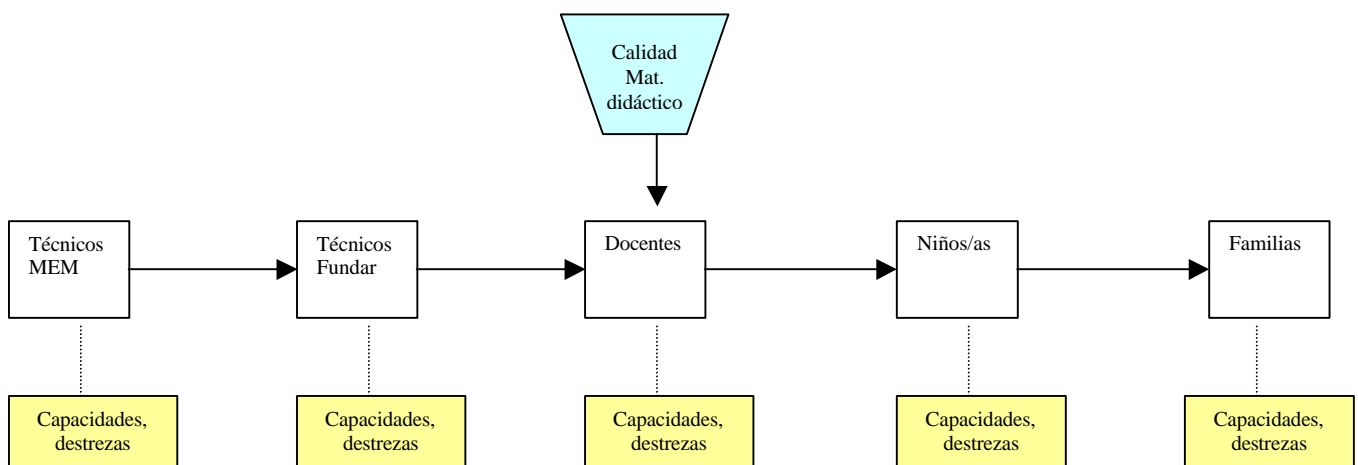 Calidad
Mat.
didáctico
Técnicos
MEM
Técnicos
Fundar
Docentes
Niños/as
Familias
Capacidades,
destrezas
Capacidades,
destrezas
Capacidades,
destrezas
Capacidades,
destrezas
Capacidades,
destrezas